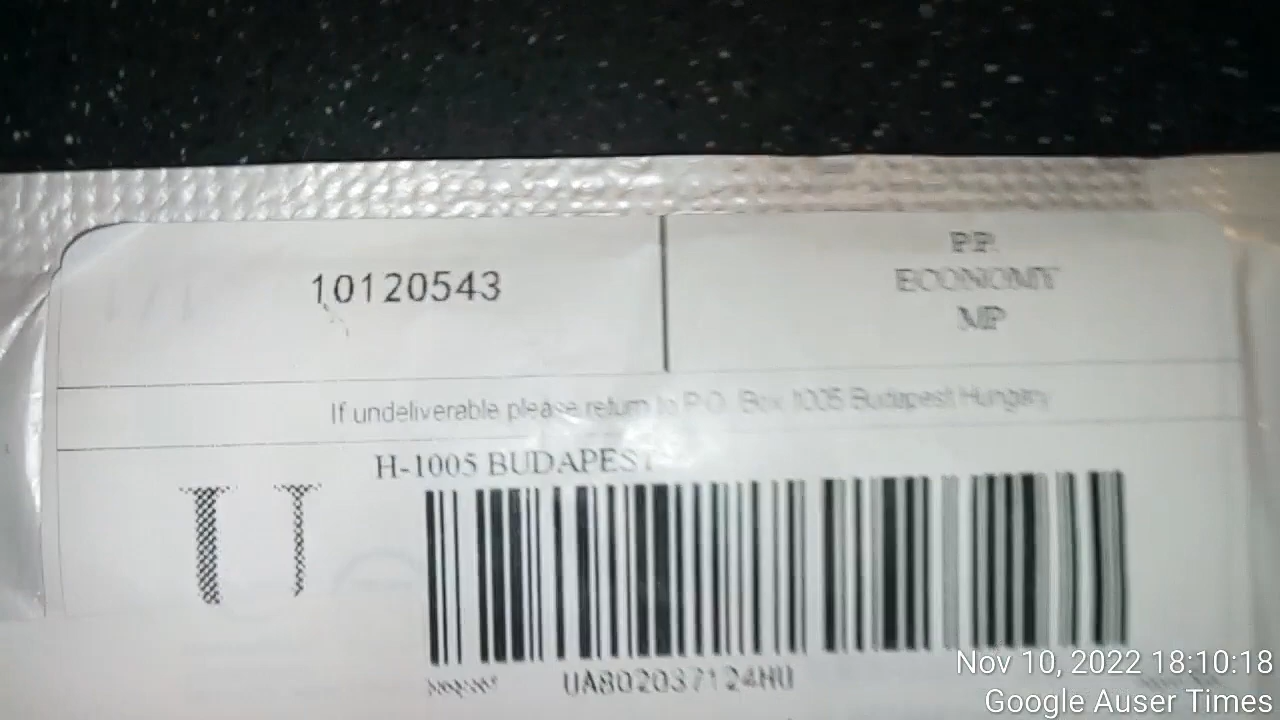 10120543
P.P.
ECONOMY
MP
If undeliverable please return to P.O. Box 1005 Budapest Hungary
H-1005 BUDAPEST
U
UA802037124HU
Nov 10, 2022 18:10:18
Google Auser Times